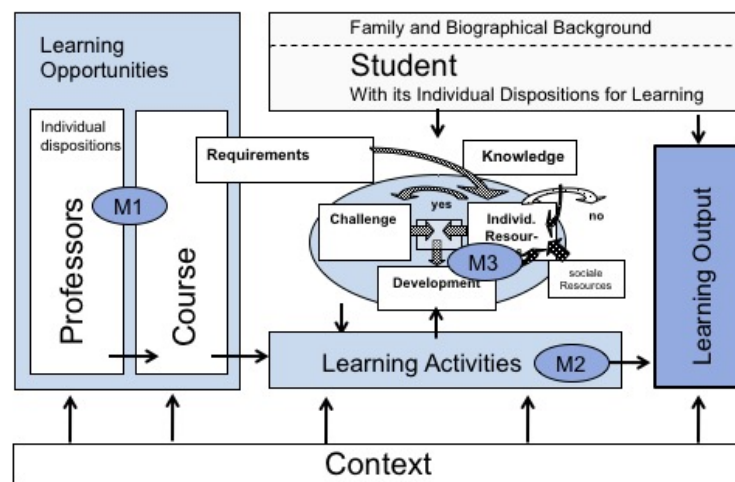 Learning
Opportunities
Individual
dispositions
Professors
M1
Course
Family and Biographical Background
Student
With its Individual Dispositions for Learning
Requirements
Knowledge
Challenge
yes
Individ.
Resour-
no
M3
Development
sociale
Resources
Learning Activities
M2
Learning Output
Context